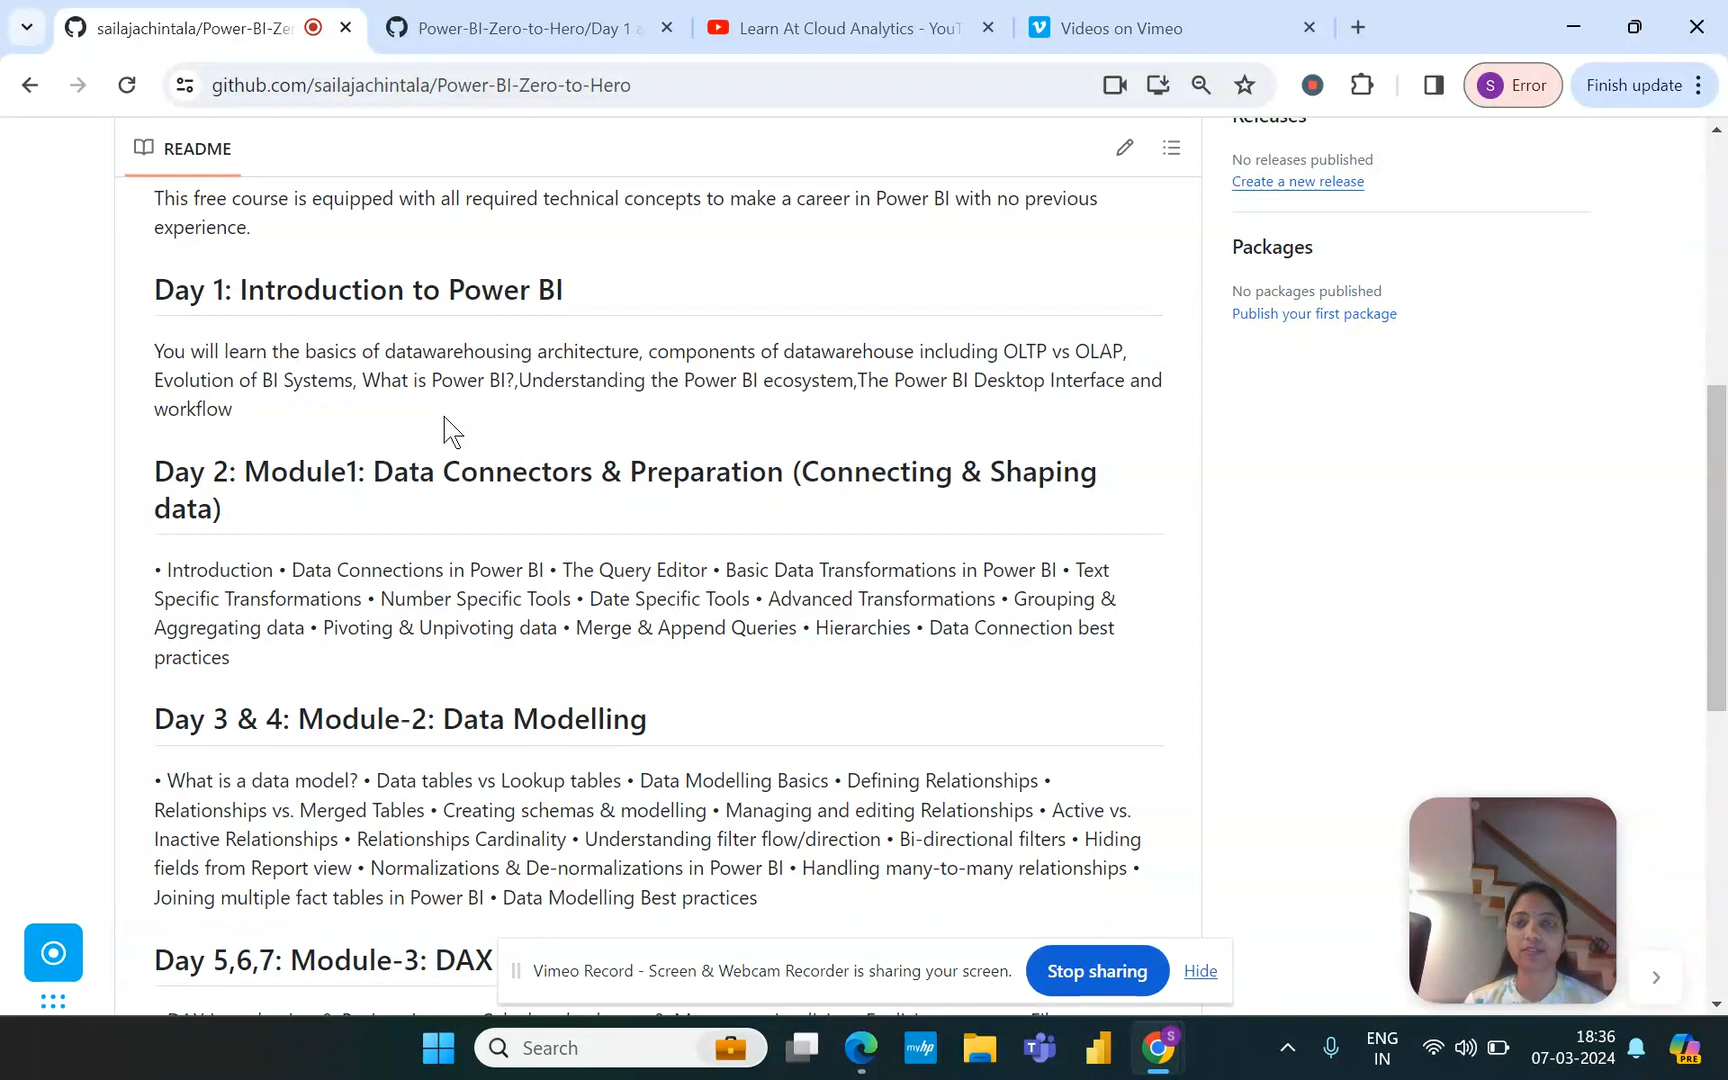 sailajachintala/Power-BI-Ze
Power-BI-Zero-to-Hero/Day 1
Learn At Cloud Analytics - YouT
Videos on Vimeo
github.com/sailajachintala/Power-BI-Zero-to-Hero
S
Error
Finish update
README
Releases
No releases published
Create a new release
Packages
No packages published
Publish your first package
This free course is equipped with all required technical concepts to make a career in Power BI with no previous
experience.
Day 1: Introduction to Power BI
You will learn the basics of datawarehousing architecture, components of datawarehouse including OLTP vs OLAP,
Evolution of BI Systems, What is Power BI?,Understanding the Power BI ecosystem,The Power BI Desktop Interface and
workflow
Day 2: Module1: Data Connectors & Preparation (Connecting & Shaping
data)
• Introduction • Data Connections in Power BI • The Query Editor • Basic Data Transformations in Power BI • Text
Specific Transformations • Number Specific Tools • Date Specific Tools • Advanced Transformations • Grouping &
Aggregating data • Pivoting & Unpivoting data • Merge & Append Queries • Hierarchies • Data Connection best
practices
Day 3 & 4: Module-2: Data Modelling
• What is a data model? • Data tables vs Lookup tables • Data Modelling Basics • Defining Relationships •
Relationships vs. Merged Tables • Creating schemas & modelling • Managing and editing Relationships • Active vs.
Inactive Relationships • Relationships Cardinality • Understanding filter flow/direction • Bi-directional filters • Hiding
fields from Report view • Normalizations & De-normalizations in Power BI • Handling many-to-many relationships •
Joining multiple fact tables in Power BI • Data Modelling Best practices
Day 5,6,7: Module-3: DAX
Vimeo Record - Screen & Webcam Recorder is sharing your screen.
Stop sharing
Hide
Search
myhp
S
ENG
IN
18:36
07-03-2024
PRE